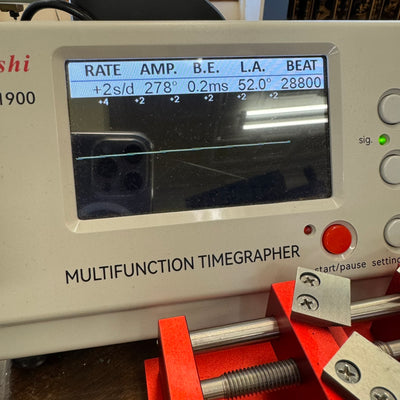 shi
1900
RATE AMP. B.E. L.A. BEAT
+2s/d 278° 0.2ms 52.0° 28800
+4 +2 +2 +2 +2 +2
sig.
MULTIFUNCTION TIMEGRAPHER
start/pause setting